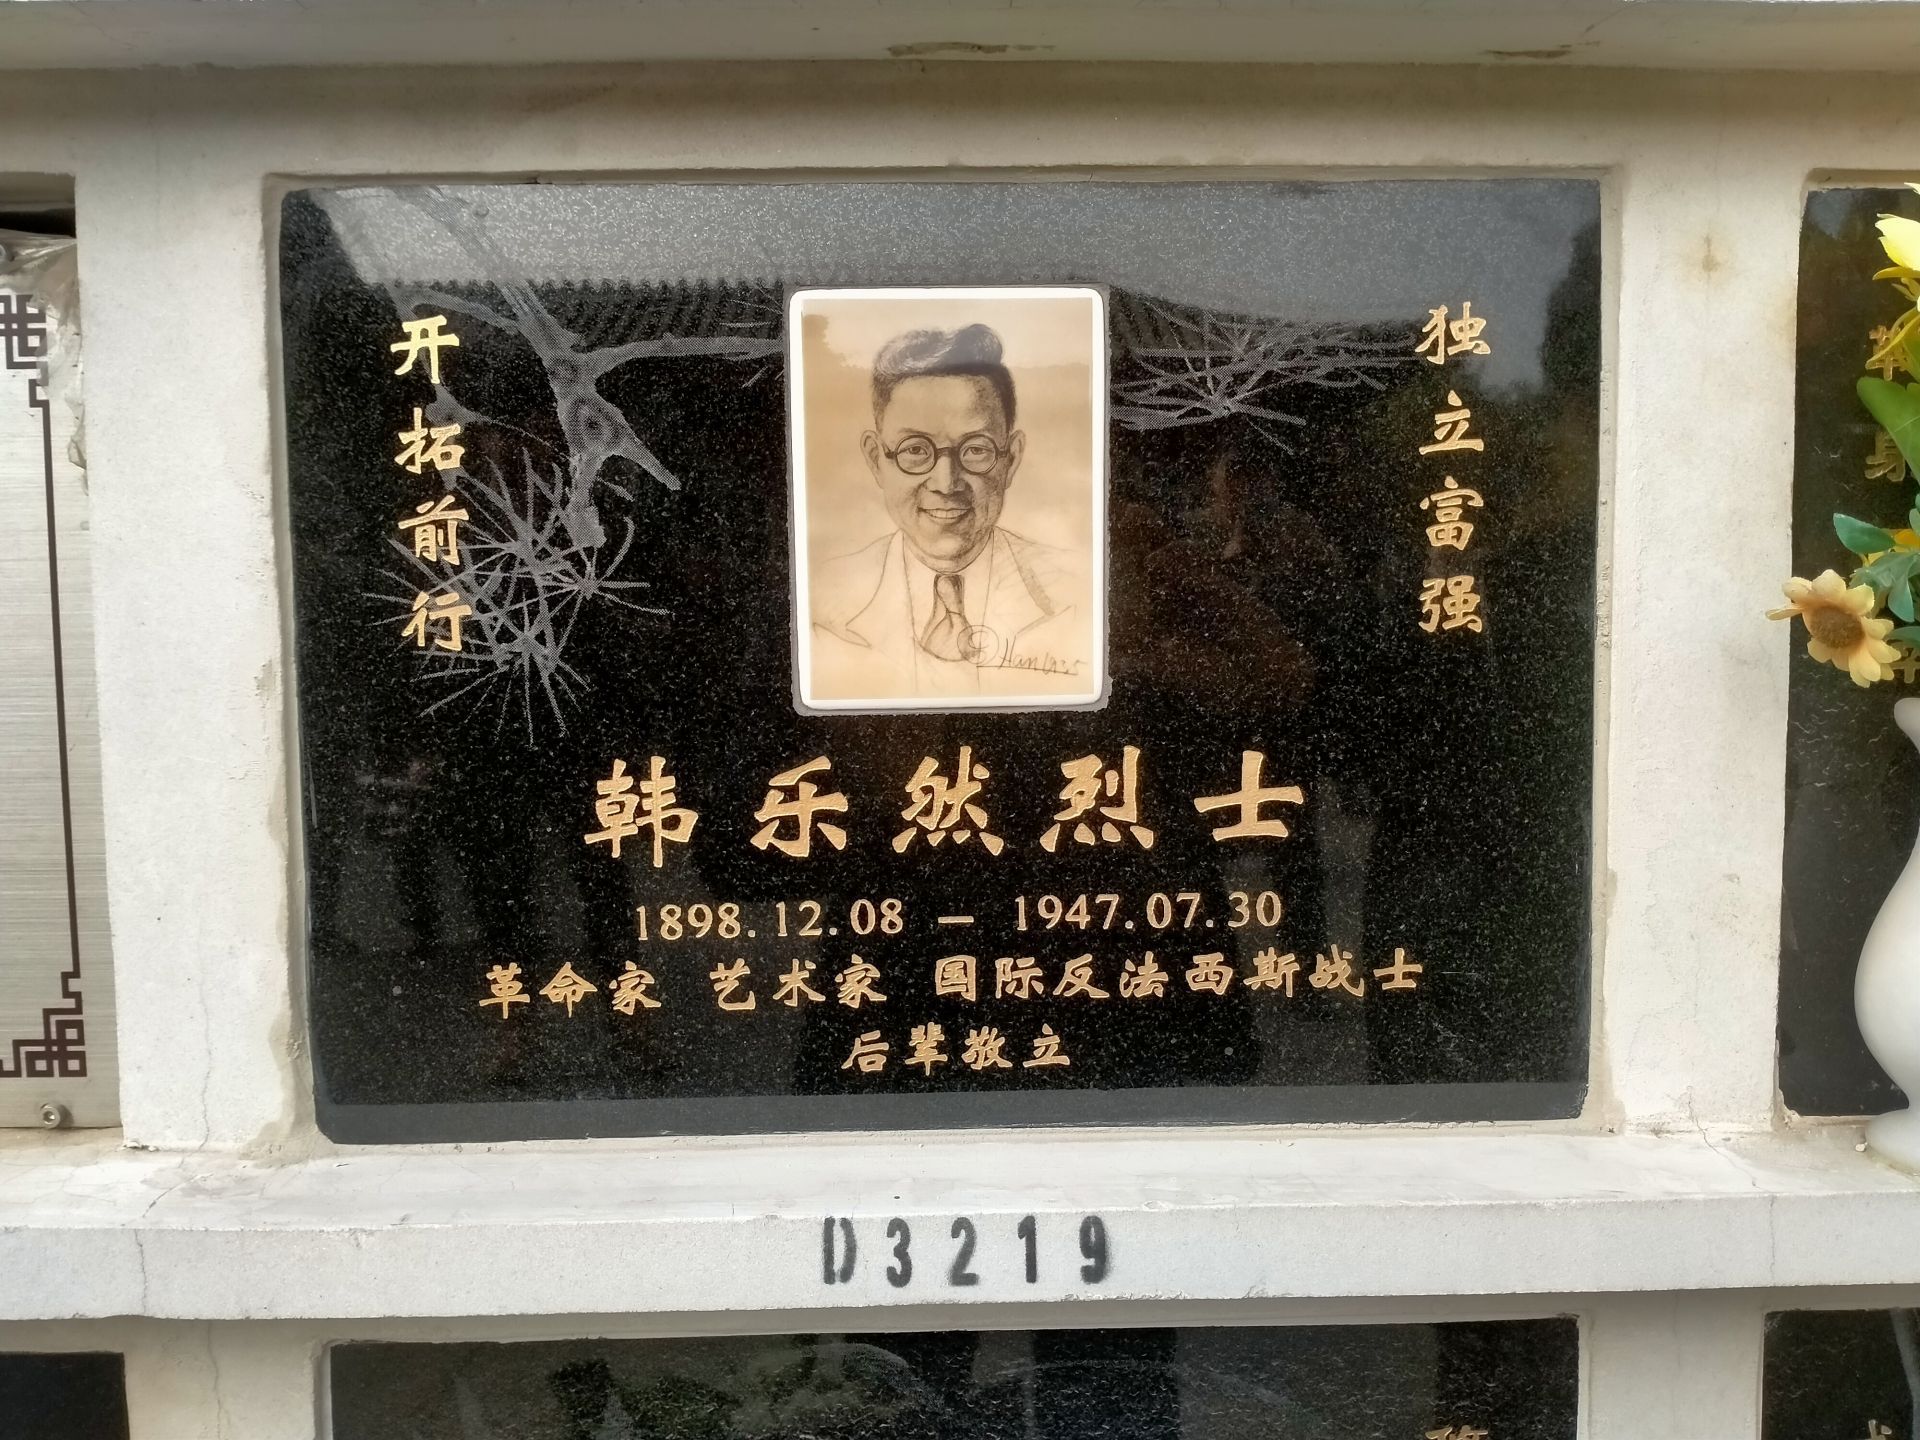 独立富强
开拓前行
Han 1935
韩乐然烈士
1898.12.08 — 1947.07.30
革命家 艺术家 国际反法西斯战士
后辈敬立
D3219